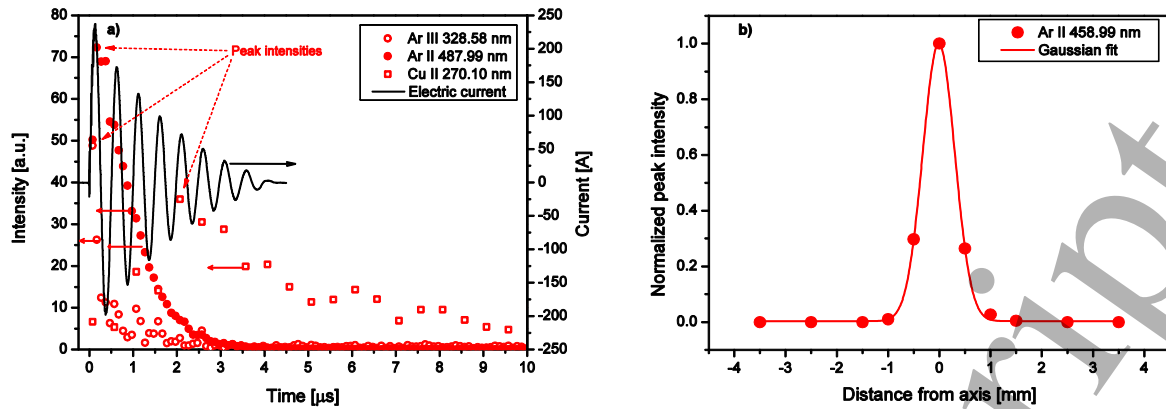 a)
Ar III 328.58 nm
Ar II 487.99 nm
Cu II 270.10 nm
Electric current
Peak intensities
Intensity [a.u.]
80
70
60
50
40
30
20
10
0
Current [A]
250
200
150
100
50
0
-50
-100
-150
-200
-250
0 1 2 3 4 5 6 7 8 9 10
Time [µs]
b)
Ar II 458.99 nm
Gaussian fit
Normalized peak intensity
1.0
0.8
0.6
0.4
0.2
0.0
-4 -3 -2 -1 0 1 2 3 4
Distance from axis [mm]
ript